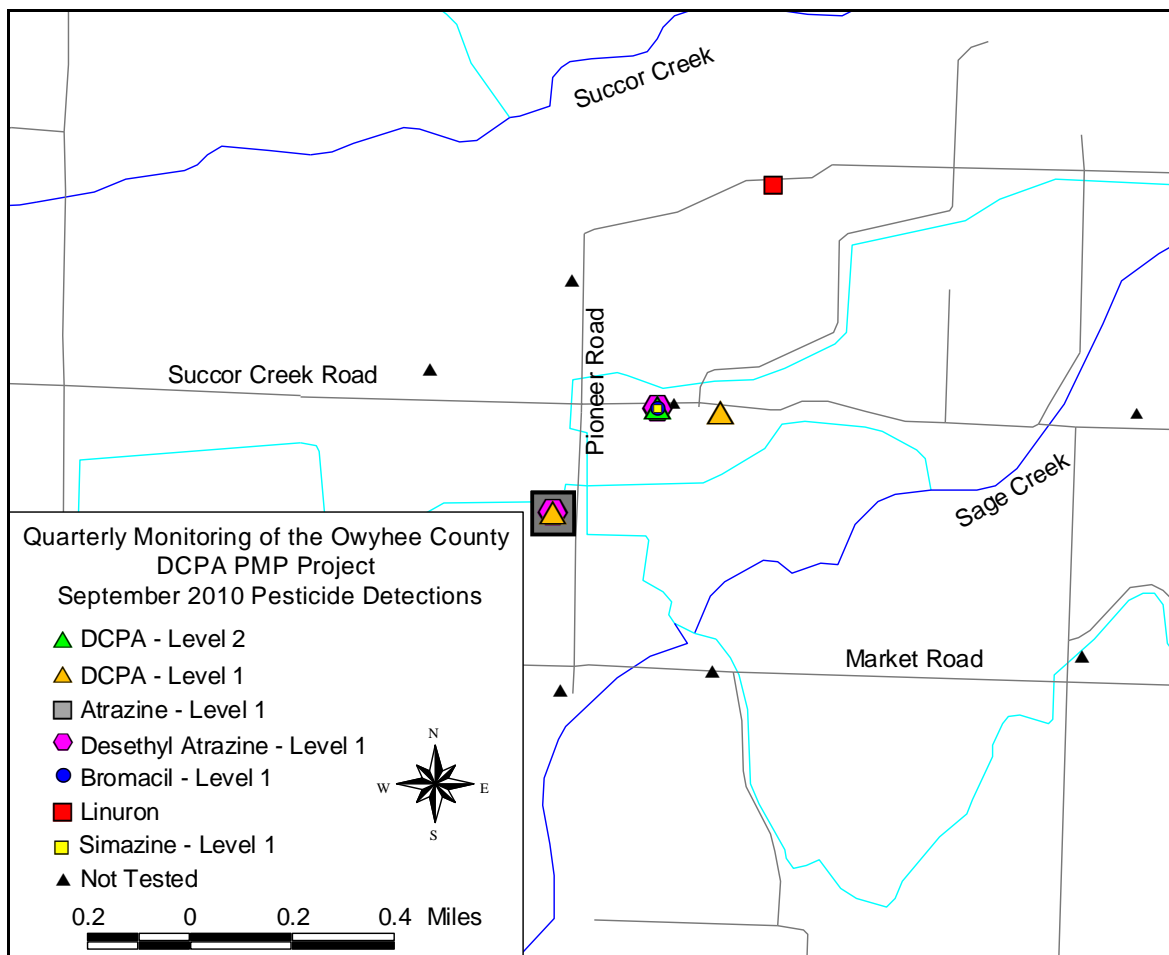 Succor Creek
Succor Creek Road
Pioneer Road
Sage Creek
Market Road
Quarterly Monitoring of the Owyhee County
DCPA PMP Project
September 2010 Pesticide Detections
DCPA - Level 2
DCPA - Level 1
Atrazine - Level 1
Desethyl Atrazine - Level 1
Bromacil - Level 1
Linuron
Simazine - Level 1
Not Tested
N
W E
S
0.2 0 0.2 0.4 Miles